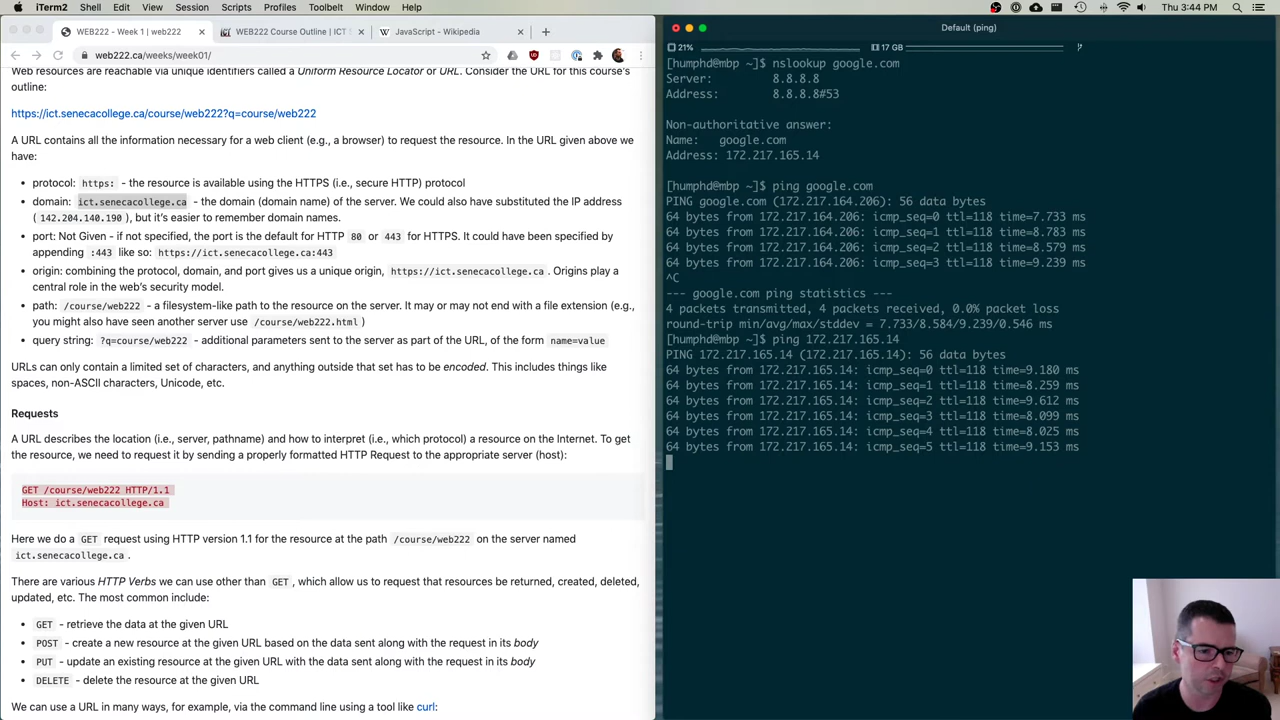 iTerm2 Shell Edit View Session Scripts Profiles Toolbelt Window Help
Thu 3:44 PM
WEB222 - Week 1 | web222
WEB222 Course Outline | ICT S
JavaScript - Wikipedia
web222.ca/weeks/week01/
Web resources are reachable via unique identifiers called a Uniform Resource Locator or URL. Consider the URL for this course's
outline:
https://ict.senecacollege.ca/course/web222?q=course/web222
A URL contains all the information necessary for a web client (e.g., a browser) to request the resource. In the URL given above we
have:
• protocol: https: - the resource is available using the HTTPS (i.e., secure HTTP) protocol
• domain: ict.senecacollege.ca - the domain (domain name) of the server. We could also have substituted the IP address
( 142.204.140.190 ), but it's easier to remember domain names.
• port: Not Given - if not specified, the port is the default for HTTP 80 or 443 for HTTPS. It could have been specified by
appending :443 like so: https://ict.senecacollege.ca:443
• origin: combining the protocol, domain, and port gives us a unique origin, https://ict.senecacollege.ca . Origins play a
central role in the web's security model.
• path: /course/web222 - a filesystem-like path to the resource on the server. It may or may not end with a file extension (e.g.,
you might also have seen another server use /course/web222.html )
• query string: ?q=course/web222 - additional parameters sent to the server as part of the URL, of the form name=value
URLs can only contain a limited set of characters, and anything outside that set has to be encoded. This includes things like
spaces, non-ASCII characters, Unicode, etc.
Requests
A URL describes the location (i.e., server, pathname) and how to interpret (i.e., which protocol) a resource on the Internet. To get
the resource, we need to request it by sending a properly formatted HTTP Request to the appropriate server (host):
GET /course/web222 HTTP/1.1
Host: ict.senecacollege.ca
Here we do a GET request using HTTP version 1.1 for the resource at the path /course/web222 on the server named
ict.senecacollege.ca .
There are various HTTP Verbs we can use other than GET , which allow us to request that resources be returned, created, deleted,
updated, etc. The most common include:
• GET - retrieve the data at the given URL
• POST - create a new resource at the given URL based on the data sent along with the request in its body
• PUT - update an existing resource at the given URL with the data sent along with the request in its body
• DELETE - delete the resource at the given URL
We can use a URL in many ways, for example, via the command line using a tool like curl:
Default (ping)
21% 17 GB
[humphd@mbp ~]$ nslookup google.com
Server: 8.8.8.8
Address: 8.8.8.8#53
Non-authoritative answer:
Name: google.com
Address: 172.217.165.14
[humphd@mbp ~]$ ping google.com
PING google.com (172.217.164.206): 56 data bytes
64 bytes from 172.217.164.206: icmp_seq=0 ttl=118 time=7.733 ms
64 bytes from 172.217.164.206: icmp_seq=1 ttl=118 time=8.783 ms
64 bytes from 172.217.164.206: icmp_seq=2 ttl=118 time=8.579 ms
64 bytes from 172.217.164.206: icmp_seq=3 ttl=118 time=9.239 ms
^C
--- google.com ping statistics ---
4 packets transmitted, 4 packets received, 0.0% packet loss
round-trip min/avg/max/stddev = 7.733/8.584/9.239/0.546 ms
[humphd@mbp ~]$ ping 172.217.165.14
PING 172.217.165.14 (172.217.165.14): 56 data bytes
64 bytes from 172.217.165.14: icmp_seq=0 ttl=118 time=9.180 ms
64 bytes from 172.217.165.14: icmp_seq=1 ttl=118 time=8.259 ms
64 bytes from 172.217.165.14: icmp_seq=2 ttl=118 time=9.612 ms
64 bytes from 172.217.165.14: icmp_seq=3 ttl=118 time=8.099 ms
64 bytes from 172.217.165.14: icmp_seq=4 ttl=118 time=8.025 ms
64 bytes from 172.217.165.14: icmp_seq=5 ttl=118 time=9.153 ms